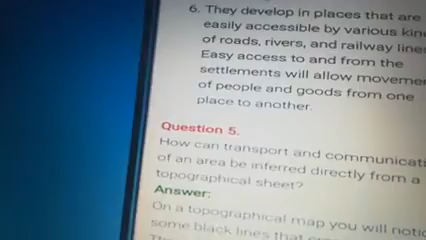 6. They develop in places that are
easily accessible by various
of roads, rivers, and railway
Easy access to and from the
settlements will allow
of people and goods from one
place to another.
Question 5.
How can transport and
of an area be inferred directly from a
topographical sheet?
Answer:
On a topographical map you will
some black lines that